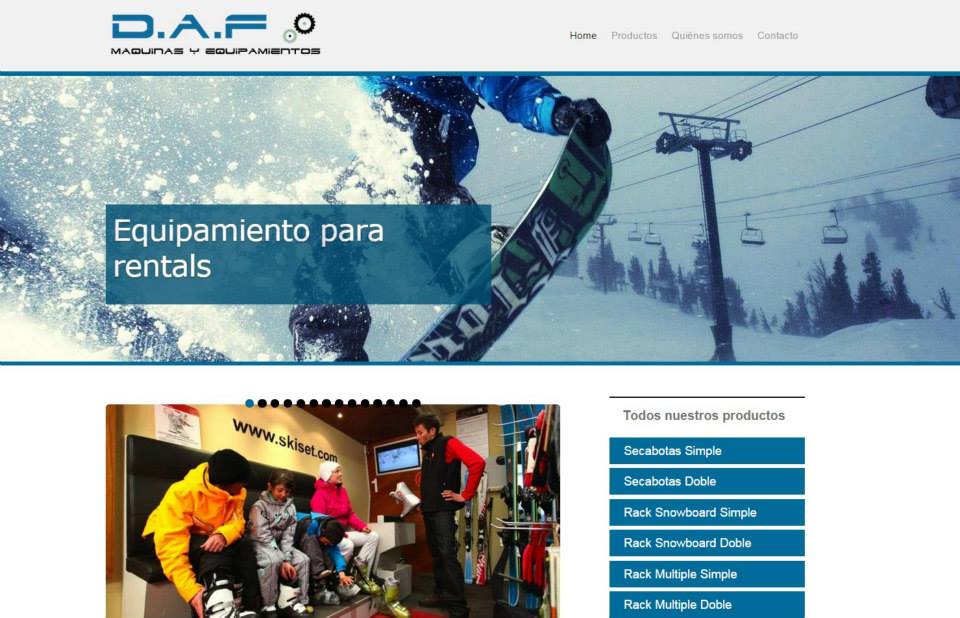 D.A.F
MAQUINAS Y EQUIPAMIENTOS
Home Productos Quiénes somos Contacto
Equipamiento para
rentals
www.skiset.com
1
Todos nuestros productos
Secabotas Simple
Secabotas Doble
Rack Snowboard Simple
Rack Snowboard Doble
Rack Multiple Simple
Rack Multiple Doble